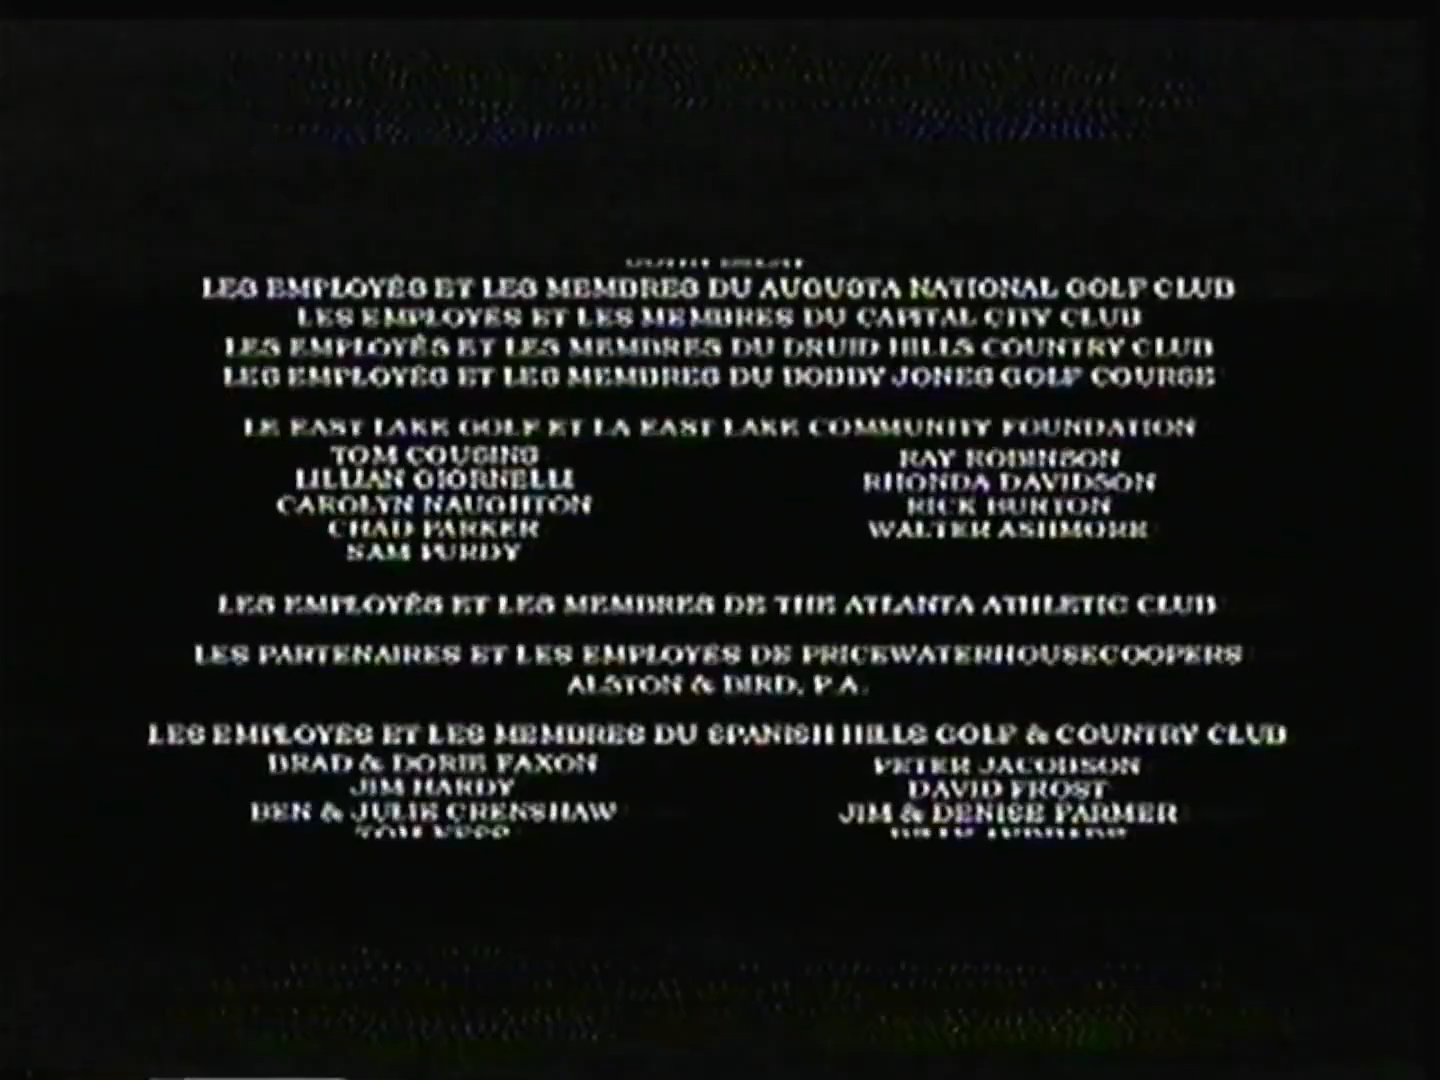 LES EMPLOYÉS ET LES MEMBRES DU AUGUSTA NATIONAL GOLF CLUB
LES EMPLOYÉS ET LES MEMBRES DU CAPITAL CITY CLUB
LES EMPLOYÉS ET LES MEMBRES DU DRUID HILLS COUNTRY CLUB
LES EMPLOYÉS ET LES MEMBRES DU BOBBY JONES GOLF COURSE
LE EAST LAKE GOLF ET LA EAST LAKE COMMUNITY FOUNDATION
TOM COUSINS
LILLIAN GIORNELLI
CAROLYN NAUGHTON
CHAD PARKER
SAM PURDY
RAY ROBINSON
RHONDA DAVIDSON
RICK BURTON
WALTER ASHMORE
LES EMPLOYÉS ET LES MEMBRES DE THE ATLANTA ATHLETIC CLUB
LES PARTENAIRES ET LES EMPLOYÉS DE PRICEWATERHOUSECOOPERS
ALSTON & BIRD, P.A.
LES EMPLOYÉS ET LES MEMBRES DU SPANISH HILLS GOLF & COUNTRY CLUB
BRAD & DORIE FAXON
JIM HARDY
BEN & JULIE CRENSHAW
PETER JACOBSON
DAVID FROST
JIM & DENISE FARMER